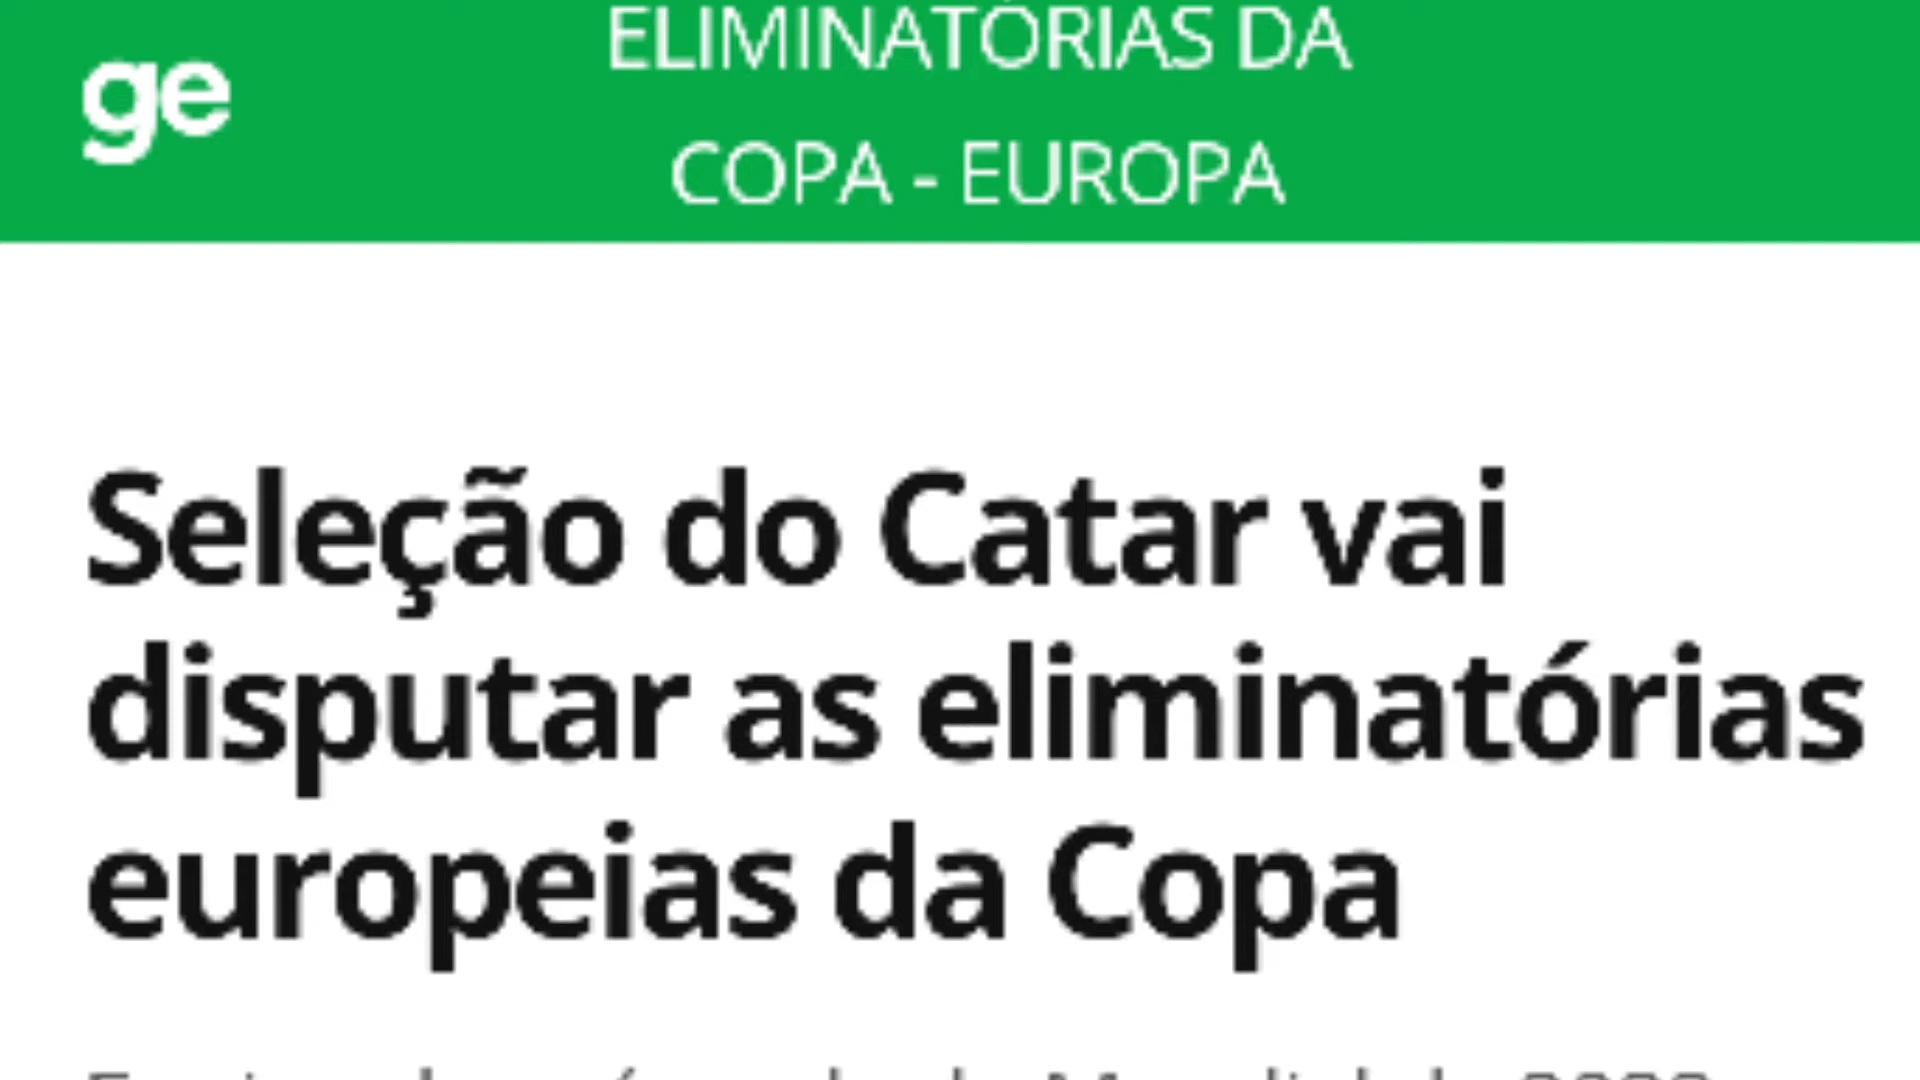 ge
ELIMINATÓRIAS DA
COPA - EUROPA
Seleção do Catar vai
disputar as eliminatórias
europeias da Copa